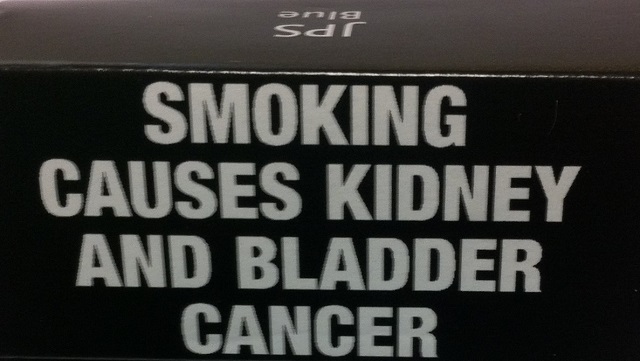 JPS
Blue
SMOKING
CAUSES KIDNEY
AND BLADDER
CANCER